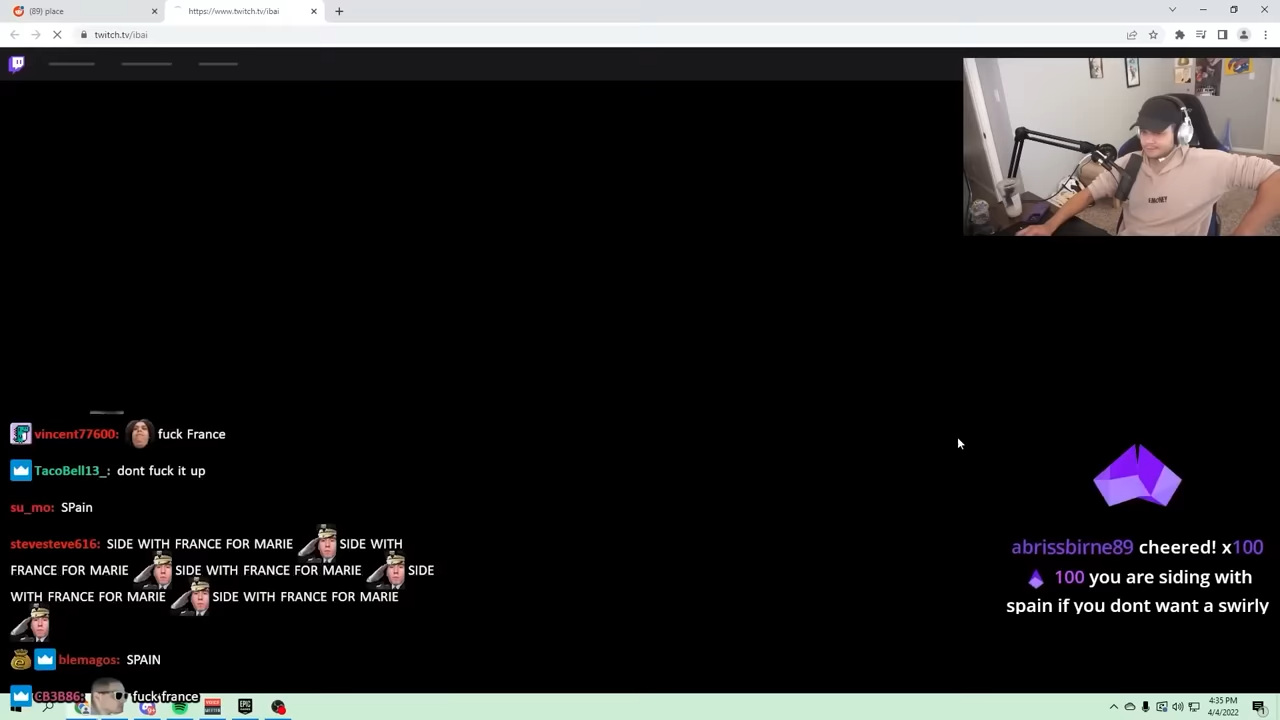 (89) place
https://www.twitch.tv/ibai
twitch.tv/ibai
vincent77600: fuck France
TacoBell13_: dont fuck it up
su_mo: SPain
stevesteve616: SIDE WITH FRANCE FOR MARIE SIDE WITH
FRANCE FOR MARIE SIDE WITH FRANCE FOR MARIE SIDE
WITH FRANCE FOR MARIE SIDE WITH FRANCE FOR MARIE
blemagos: SPAIN
CB3B86: fuck france
abrissbirne89 cheered! x100
100 you are siding with
spain if you dont want a swirly
EPIC
4:35 PM
4/4/2022